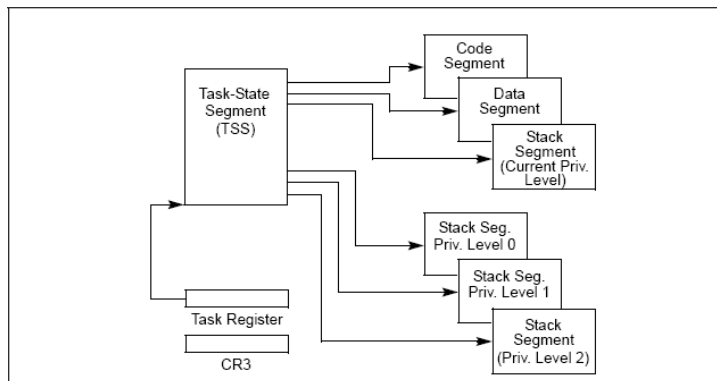 Code
Segment
Task-State
Segment
(TSS)
Data
Segment
Stack
Segment
(Current Priv.
Level)
Stack Seg.
Priv. Level 0
Stack Seg.
Priv. Level 1
Stack
Segment
(Priv. Level 2)
Task Register
CR3